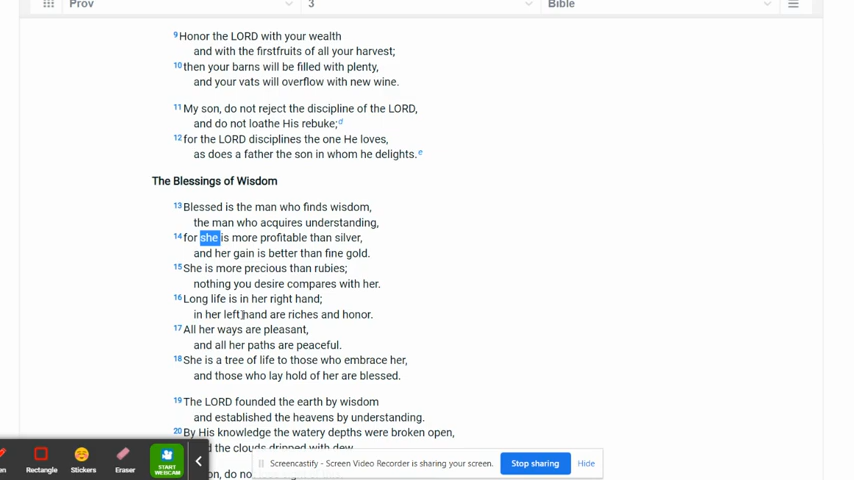 Prov 3 Bible
9 Honor the LORD with your wealth
and with the firstfruits of all your harvest;
10 then your barns will be filled with plenty,
and your vats will overflow with new wine.
11 My son, do not reject the discipline of the LORD,
and do not loathe His rebuke; d
12 for the LORD disciplines the one He loves,
as does a father the son in whom he delights. e
The Blessings of Wisdom
13 Blessed is the man who finds wisdom,
the man who acquires understanding,
14 for she is more profitable than silver,
and her gain is better than fine gold.
15 She is more precious than rubies;
nothing you desire compares with her.
16 Long life is in her right hand;
in her left hand are riches and honor.
17 All her ways are pleasant,
and all her paths are peaceful.
18 She is a tree of life to those who embrace her,
and those who lay hold of her are blessed.
19 The LORD founded the earth by wisdom
and established the heavens by understanding.
20 By His knowledge the watery depths were broken open,
the clouds dripped with dew.
Rectangle Stickers Eraser START WEBCAM
Screencastify - Screen Video Recorder is sharing your screen. Stop sharing Hide